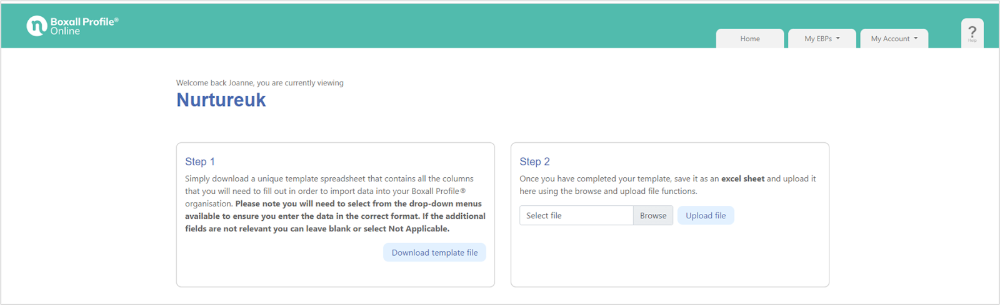 Boxall Profile®
Online
Home
My EBPs
My Account
?
Help
Welcome back Joanne, you are currently viewing
Nurtureuk
Step 1
Simply download a unique template spreadsheet that contains all the columns
that you will need to fill out in order to import data into your Boxall Profile®
organisation. Please note you will need to select from the drop-down menus
available to ensure you enter the data in the correct format. If the additional
fields are not relevant you can leave blank or select Not Applicable.
Download template file
Step 2
Once you have completed your template, save it as an excel sheet and upload it
here using the browse and upload file functions.
Select file
Browse
Upload file